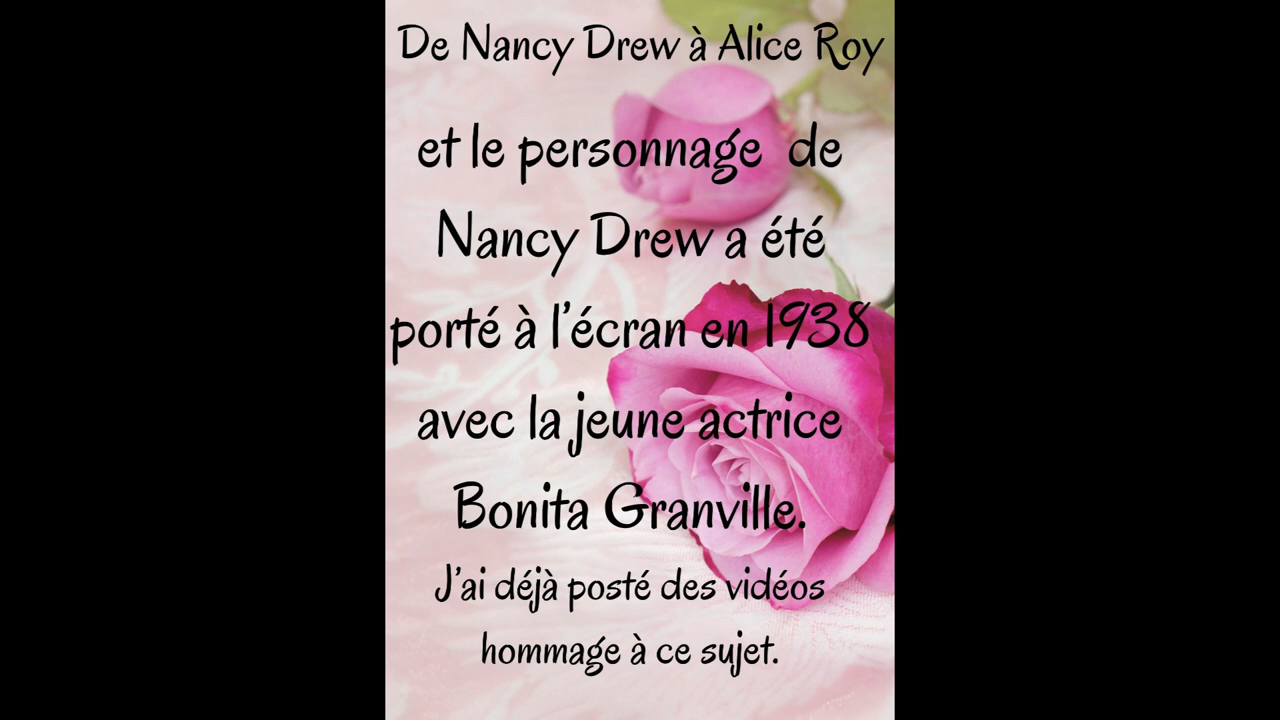 De Nancy Drew à Alice Roy
et le personnage de
Nancy Drew a été
porté à l'écran en 1938
avec la jeune actrice
Bonita Granville.
J'ai déjà posté des vidéos
hommage à ce sujet.